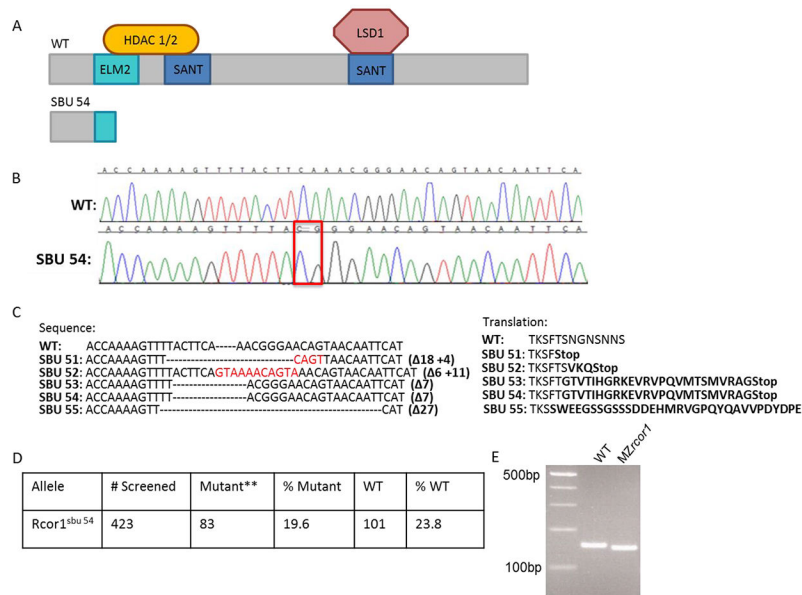 A
WT
HDAC 1/2
LSD1
ELM2
SANT
SANT
SBU 54
B
A C C A A A A G T T T T A C T T C A A A C G G G A A C A G T A A C A A T T C A
WT:
A C C A A A A G T T T T A C G G G A A C A G T A A C A A T T C A
SBU 54:
C
Sequence:
WT: ACCAAAAGTTTTACTTCA-----AACGGGAACAGTAACAATTCAT
SBU 51: ACCAAAAGTTT----------------------CAGTTAACAATTCAT (Δ18 +4)
SBU 52: ACCAAAAGTTTTACTTCAGTAAAACAGTAAACAGTAACAATTCAT (Δ6 +11)
SBU 53: ACCAAAAGTTTT--------------ACGGGAACAGTAACAATTCAT (Δ7)
SBU 54: ACCAAAAGTTTT--------------ACGGGAACAGTAACAATTCAT (Δ7)
SBU 55: ACCAAAAGTT--------------------------------------CAT (Δ27)
Translation:
WT: TKSFTSNGNSNNS
SBU 51: TKSFStop
SBU 52: TKSFTSVKQStop
SBU 53: TKSFTGTVTIHGRKEVRVPQVMTSMVRAGStop
SBU 54: TKSFTGTVTIHGRKEVRVPQVMTSMVRAGStop
SBU 55: TKSSWEEGSSGSSSDDEHMRVGPQYQAVVPDYDPE
D
Allele # Screened Mutant** % Mutant WT % WT
Rcor1sbu 54 423 83 19.6 101 23.8
E
WT
MZrcor1
500bp
100bp